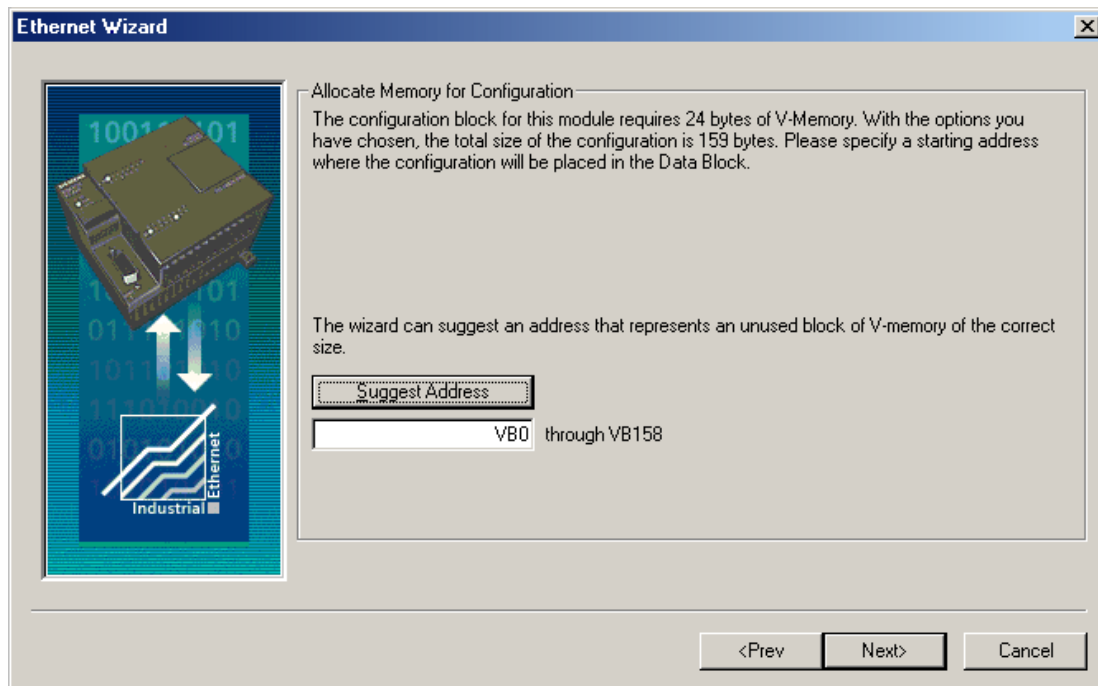 Ethernet Wizard
Allocate Memory for Configuration
The configuration block for this module requires 24 bytes of V-Memory. With the options you
have chosen, the total size of the configuration is 159 bytes. Please specify a starting address
where the configuration will be placed in the Data Block.
The wizard can suggest an address that represents an unused block of V-memory of the correct
size.
Suggest Address
VB0 through VB158
Industrial
Ethernet
<Prev Next> Cancel